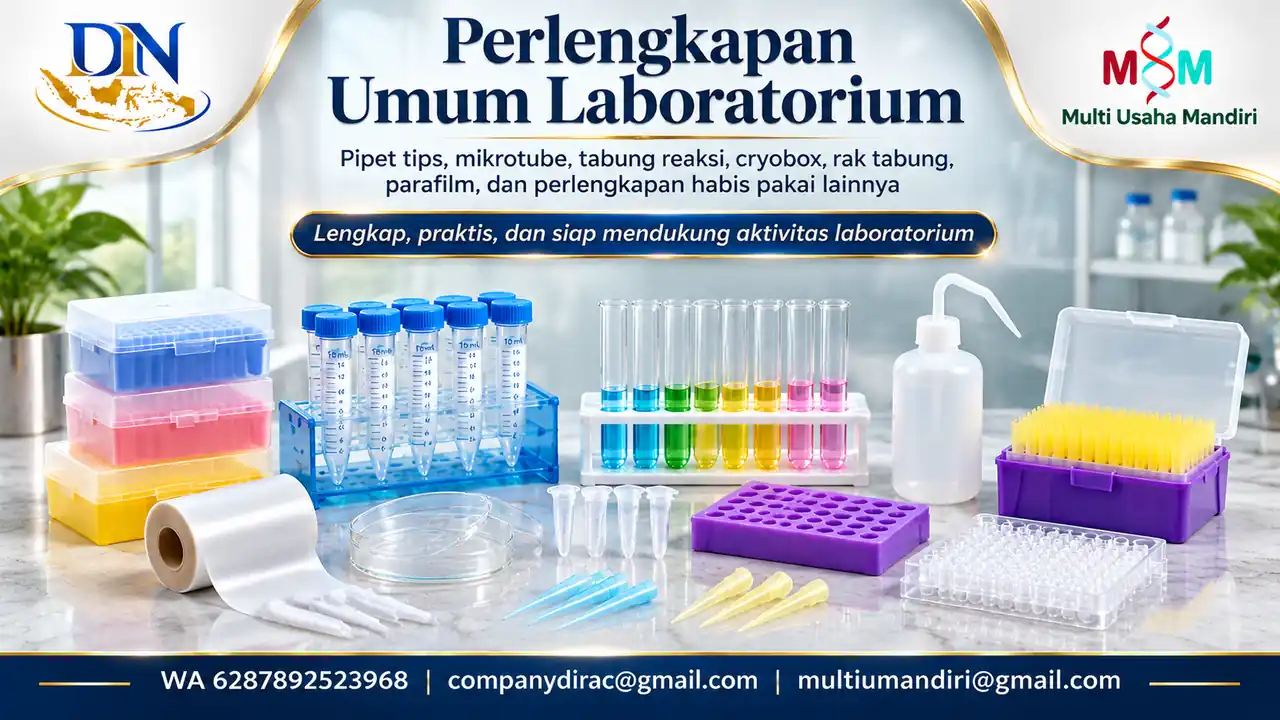 DIN
Perlengkapan
Umum Laboratorium
MSM
Multi Usaha Mandiri
Pipet tips, mikrotube, tabung reaksi, cryobox, rak tabung,
parafilm, dan perlengkapan habis pakai lainnya
Lengkap, praktis, dan siap mendukung aktivitas laboratorium
WA 6287892523968 | companydirac@gmail.com | multiumandiri@gmail.com